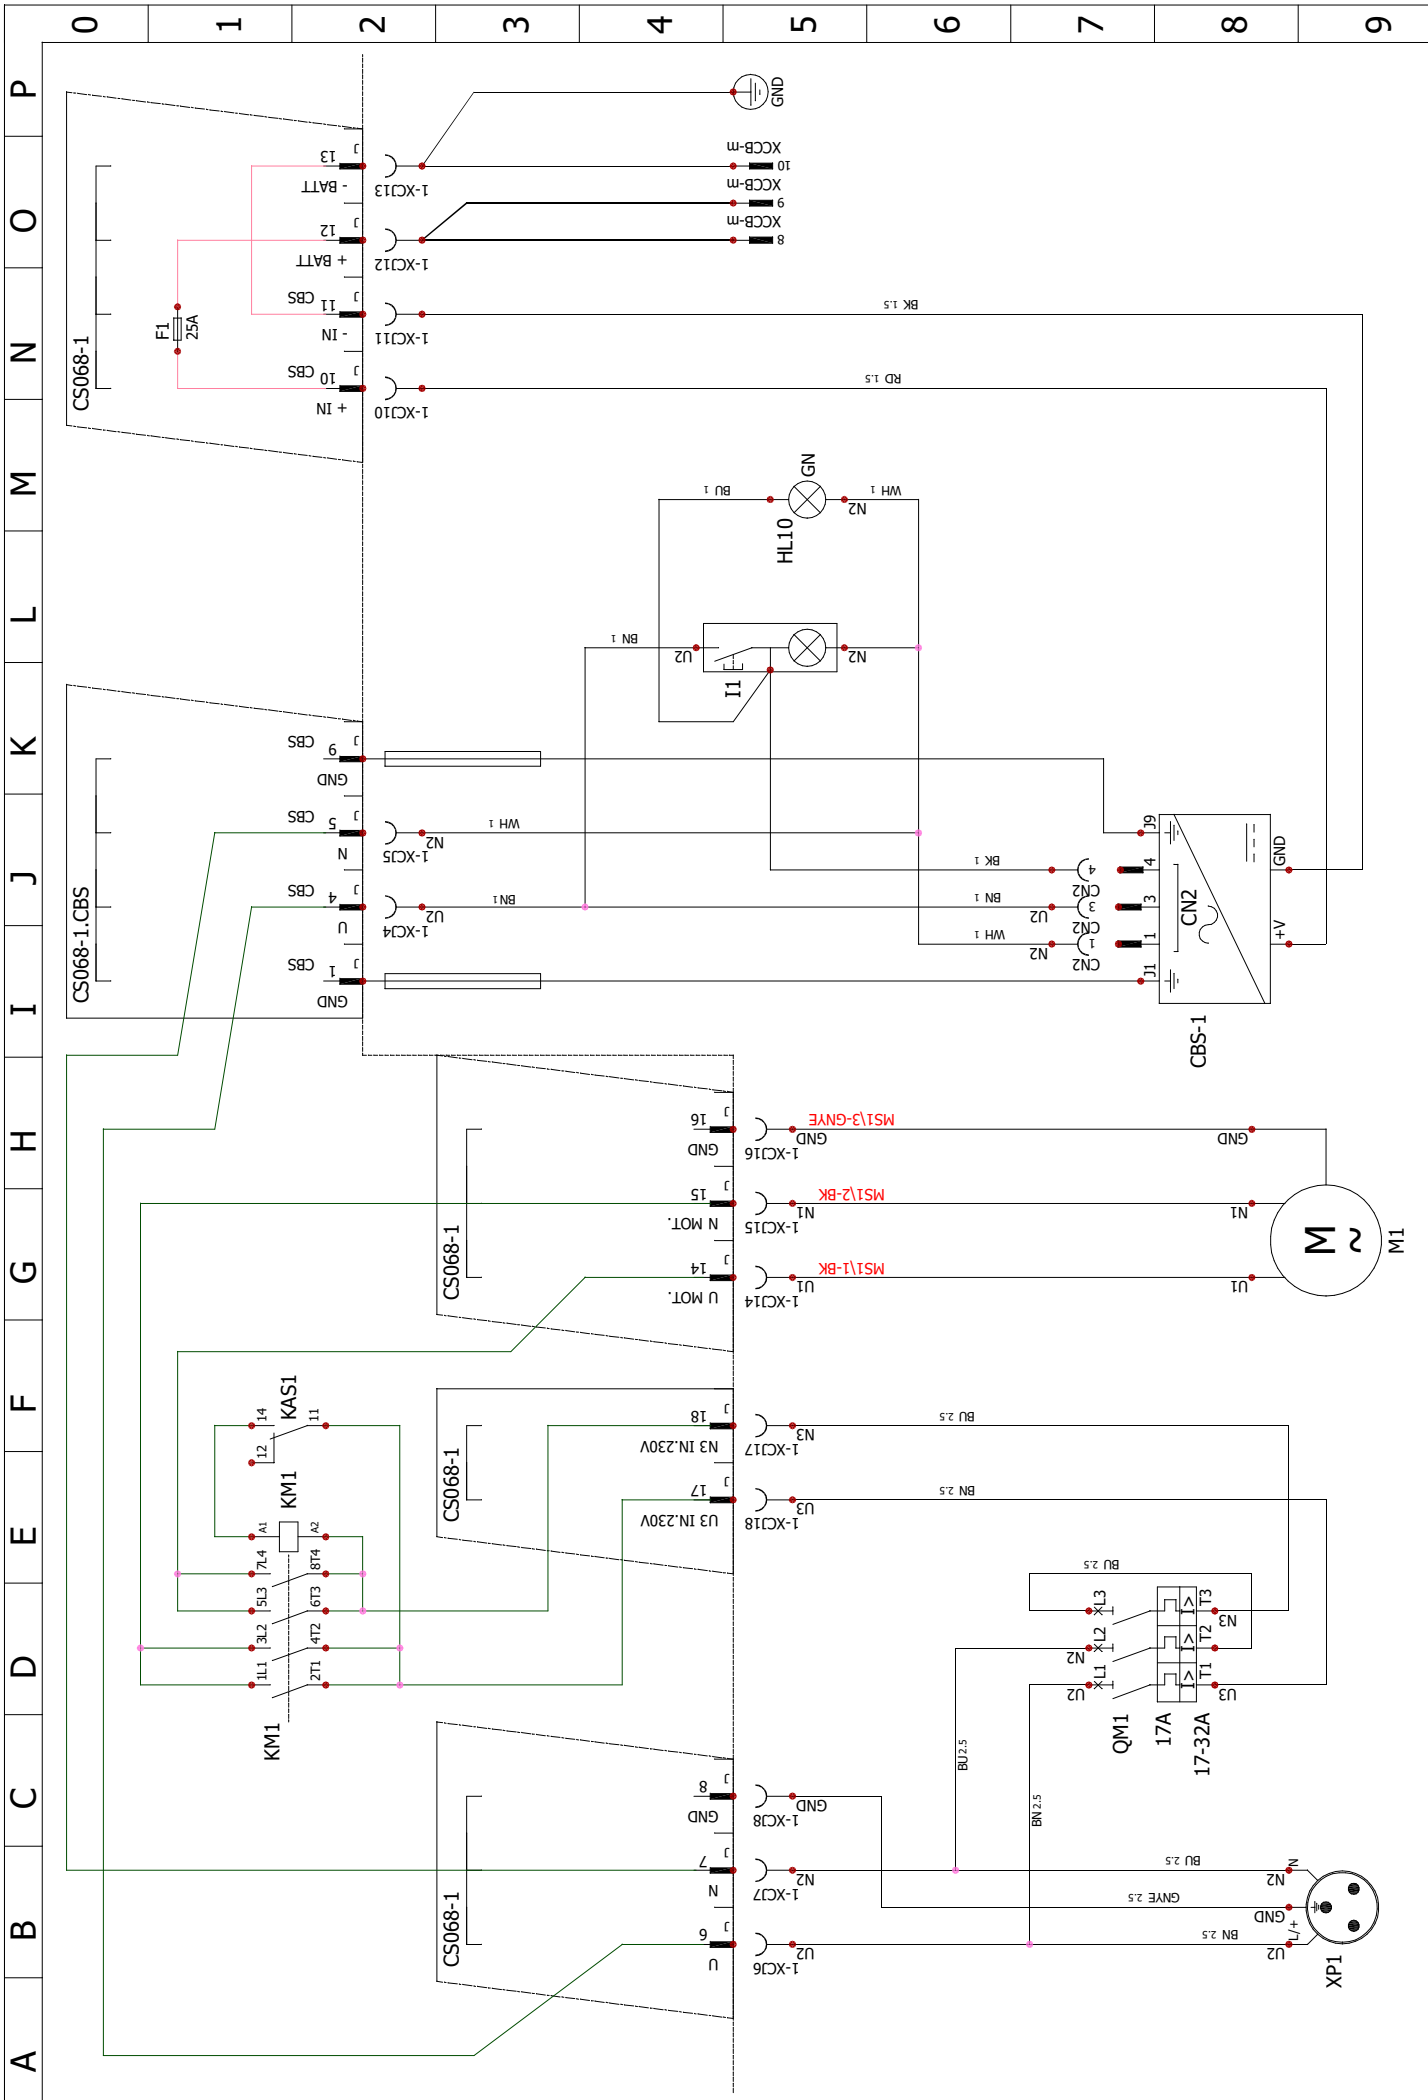 0 1 2 3 4 5 6 7 8 9
P
O
N
M
L
K
J
I
H
G
F
E
D
C
B
A
CS068-1
F1
25A
- BATT
13
J
1-XCJ13
+ BATT
12
J
1-XCJ12
CBS
11
J
- IN
1-XCJ11
CBS
10
J
+ IN
1-XCJ10
GND
10
XCCB-m
9
XCCB-m
8
XCCB-m
BK 1.5
RD 1.5
CS068-1.CBS
CBS
9
J
GND
CBS
5
J
N
1-XCJ5
N2
WH 1
CBS
4
J
U
1-XCJ4
U2
BN1
CBS
1
J
GND
BU 1
HL10
GN
N2
WH 1
BN 1
U2
I1
N2
BK 1
4
CN2
BN 1
U2
3
CN2
WH 1
N2
1
CN2
J9
4
3
1
J1
CN2
GND
+V
CBS-1
CS068-1
16
J
GND
1-XCJ16
GND
MS1\3-GNYE
GND
15
J
N MOT.
1-XCJ15
N1
MS1\2-BK
N1
14
J
U MOT.
1-XCJ14
U1
MS1\1-BK
U1
M
~
M1
KAS1
14
12
11
KM1
A1
A2
7L4
8T4
5L3
6T3
3L2
4T2
1L1
2T1
KM1
CS068-1
18
J
N3 IN.230V
1-XCJ17
N3
BU 2.5
17
J
U3 IN.230V
1-XCJ18
U3
BN 2.5
BU 2.5
L3
L2
L1
N2
U2
I>
I>
I>
T3
T2
T1
N3
U3
QM1
17A
17-32A
CS068-1
8
J
GND
1-XCJ8
GND
7
J
N
1-XCJ7
N2
6
J
U
1-XCJ6
U2
BU 2.5
BN 2.5
BU 2.5
N2
N
GNYE 2.5
GND
BN 2.5
U2
L/+
XP1